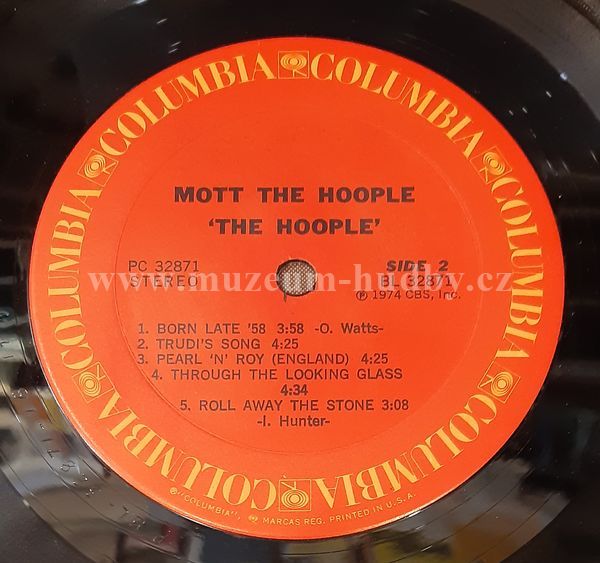 COLUMBIA COLUMBIA COLUMBIA COLUMBIA COLUMBIA COLUMBIA
MOTT THE HOOPLE
'THE HOOPLE'
PC 32871
STEREO
SIDE 2
BL 32871
℗ 1974 CBS, Inc.
www.muzeum-hudby.cz
1. BORN LATE '58 3:58 -O. Watts-
2. TRUDI'S SONG 4:25
3. PEARL 'N' ROY (ENGLAND) 4:25
4. THROUGH THE LOOKING GLASS
4:34
5. ROLL AWAY THE STONE 3:08
-I. Hunter-
® "COLUMBIA", MARCAS REG. PRINTED IN U.S.A.